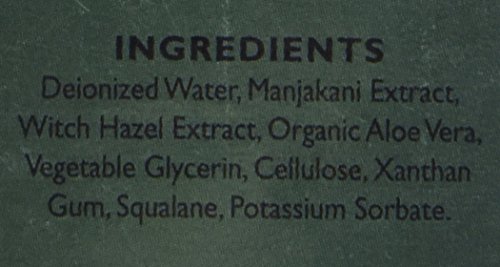 INGREDIENTS
Deionized Water, Manjakani Extract,
Witch Hazel Extract, Organic Aloe Vera,
Vegetable Glycerin, Cellulose, Xanthan
Gum, Squalane, Potassium Sorbate.